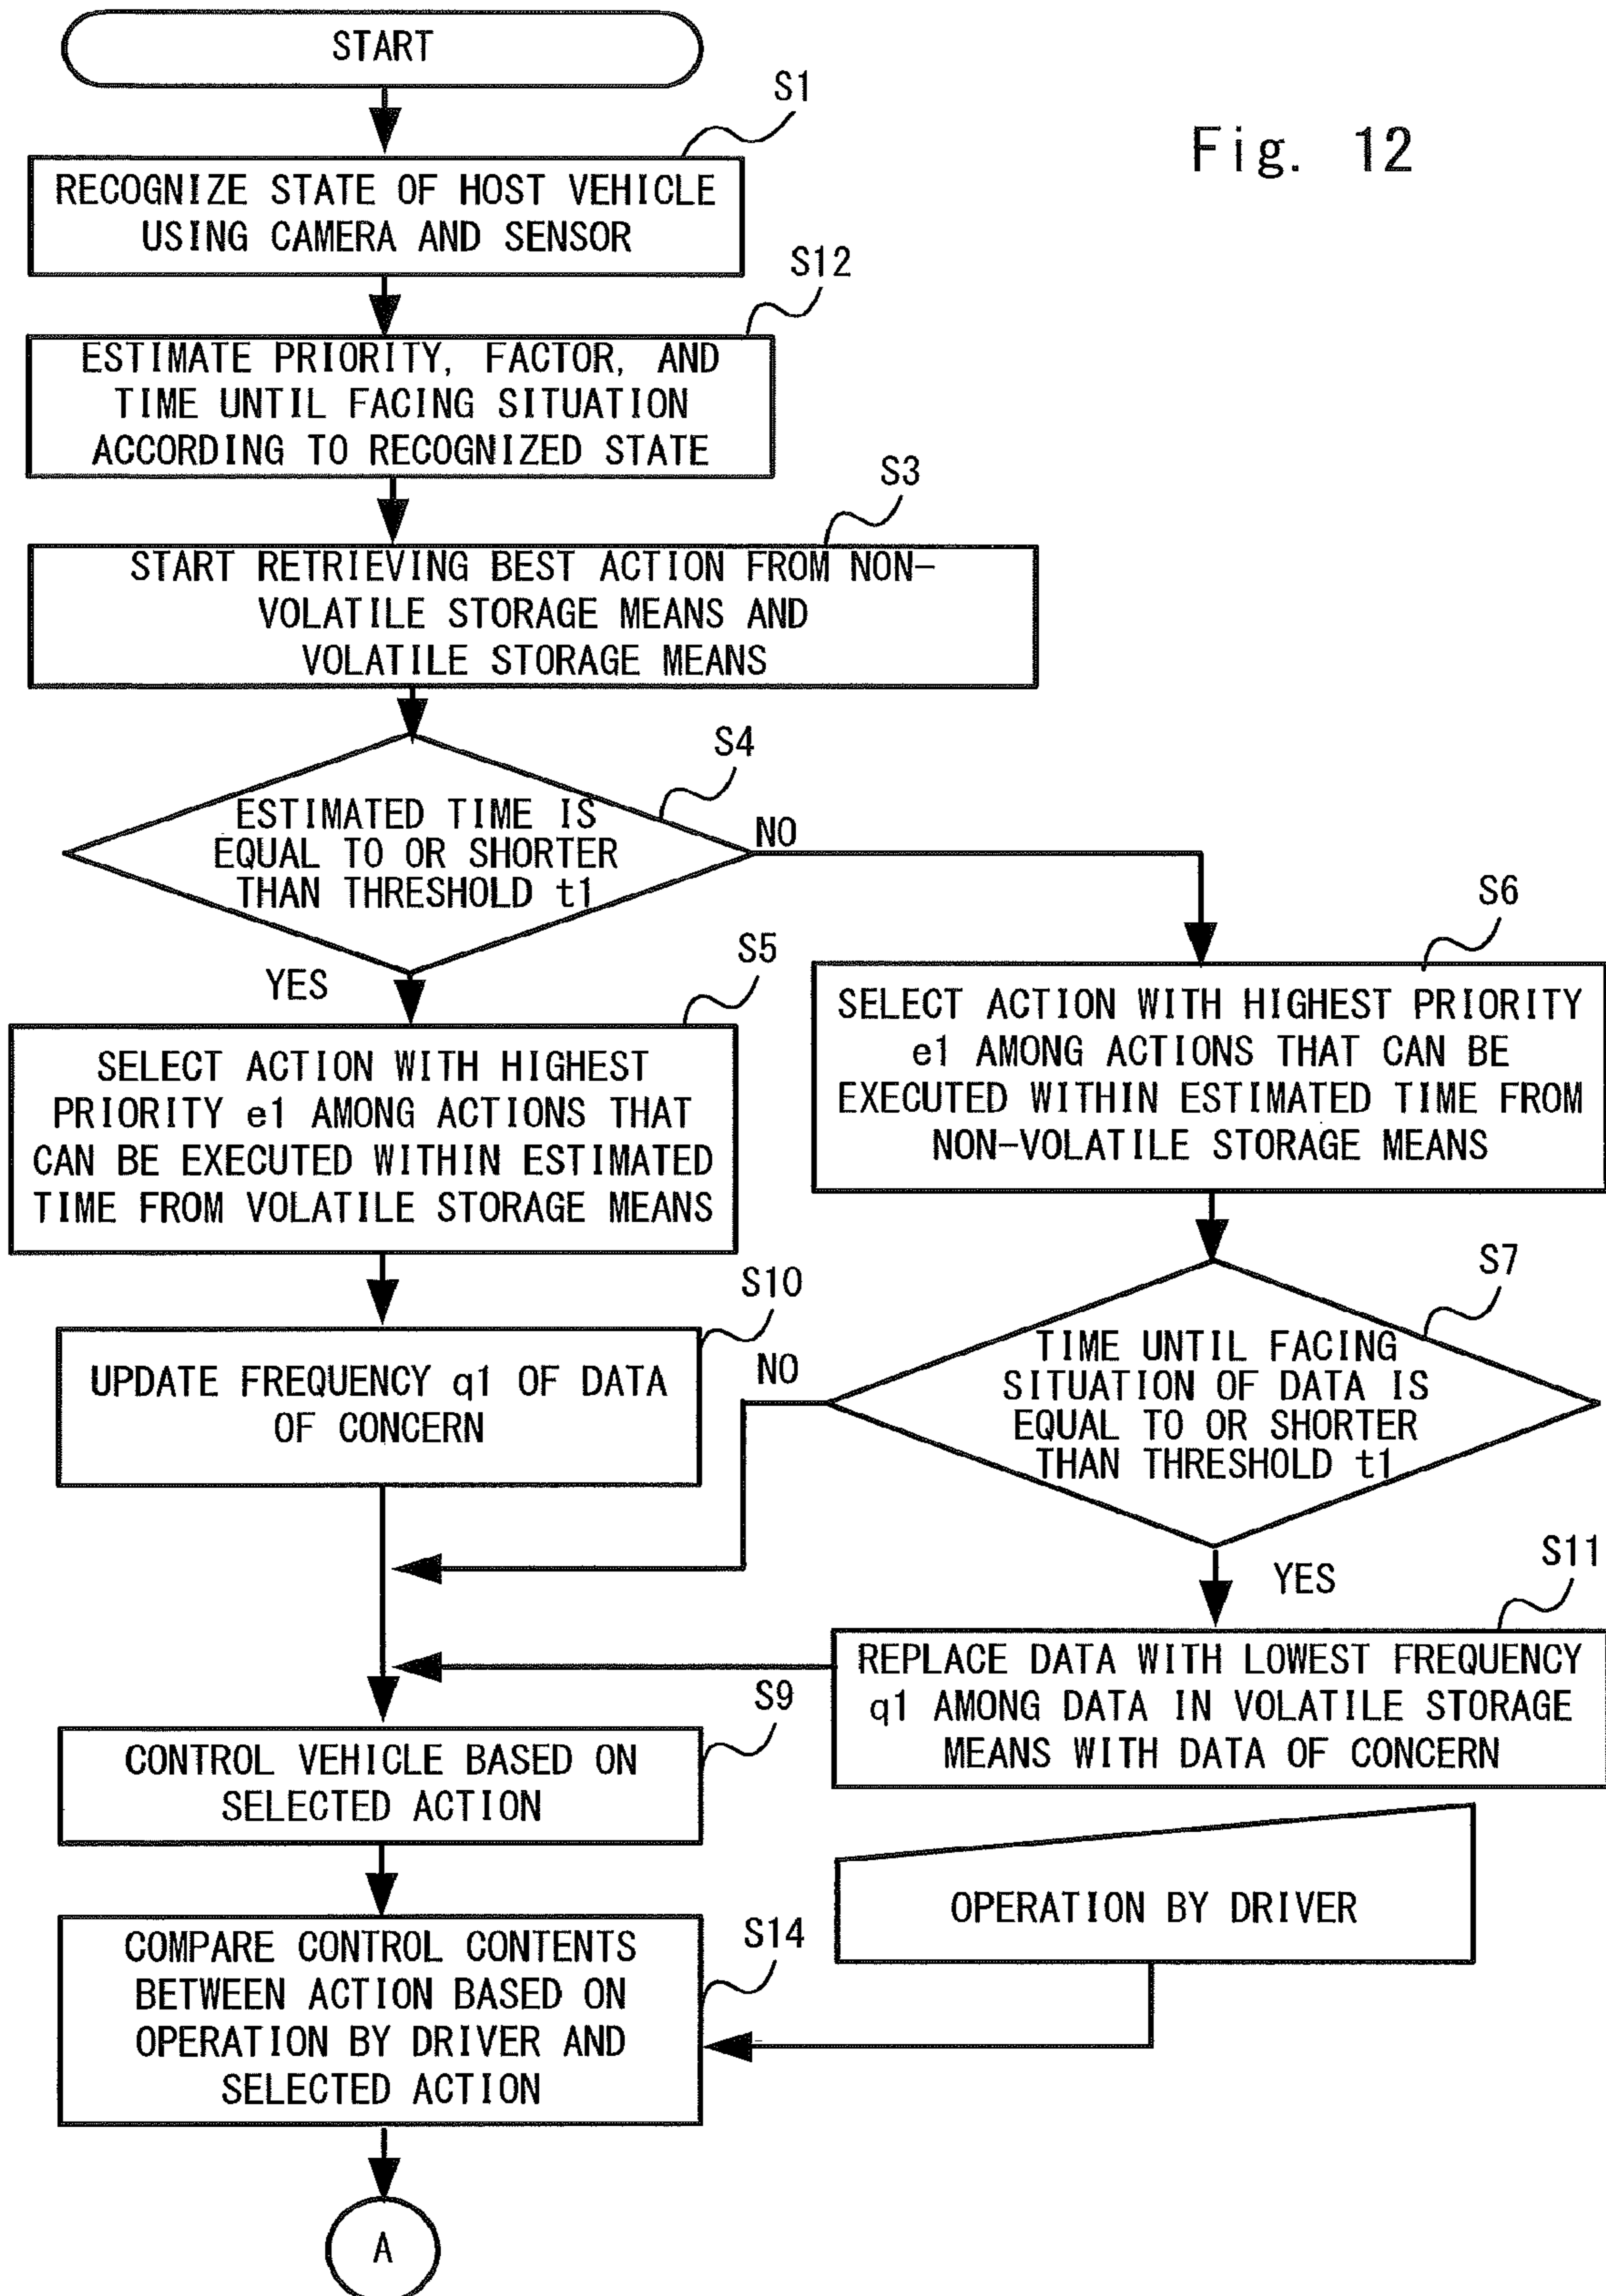 START
S1
Fig. 12
RECOGNIZE STATE OF HOST VEHICLE
USING CAMERA AND SENSOR
S12
ESTIMATE PRIORITY, FACTOR, AND
TIME UNTIL FACING SITUATION
ACCORDING TO RECOGNIZED STATE
S3
START RETRIEVING BEST ACTION FROM NON-
VOLATILE STORAGE MEANS AND
VOLATILE STORAGE MEANS
S4
ESTIMATED TIME IS
EQUAL TO OR SHORTER
THAN THRESHOLD t1
NO
YES
S5
SELECT ACTION WITH HIGHEST
PRIORITY e1 AMONG ACTIONS THAT
CAN BE EXECUTED WITHIN ESTIMATED
TIME FROM VOLATILE STORAGE MEANS
S6
SELECT ACTION WITH HIGHEST PRIORITY
e1 AMONG ACTIONS THAT CAN BE
EXECUTED WITHIN ESTIMATED TIME FROM
NON-VOLATILE STORAGE MEANS
S10
UPDATE FREQUENCY q1 OF DATA
OF CONCERN
S7
TIME UNTIL FACING
SITUATION OF DATA IS
EQUAL TO OR SHORTER
THAN THRESHOLD t1
NO
YES
S11
REPLACE DATA WITH LOWEST FREQUENCY
q1 AMONG DATA IN VOLATILE STORAGE
MEANS WITH DATA OF CONCERN
S9
CONTROL VEHICLE BASED ON
SELECTED ACTION
OPERATION BY DRIVER
S14
COMPARE CONTROL CONTENTS
BETWEEN ACTION BASED ON
OPERATION BY DRIVER AND
SELECTED ACTION
A